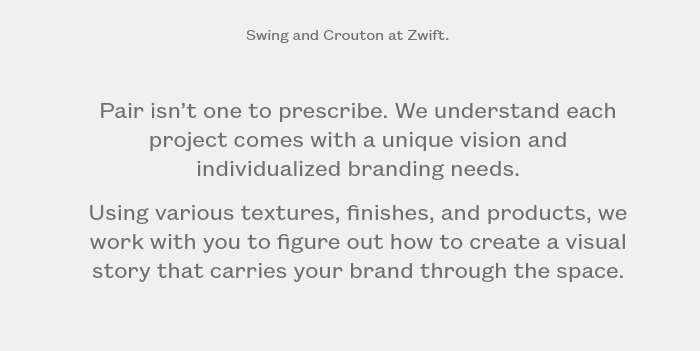 Swing and Crouton at Zwift.
Pair isn’t one to prescribe. We understand each
project comes with a unique vision and
individualized branding needs.
Using various textures, finishes, and products, we
work with you to figure out how to create a visual
story that carries your brand through the space.